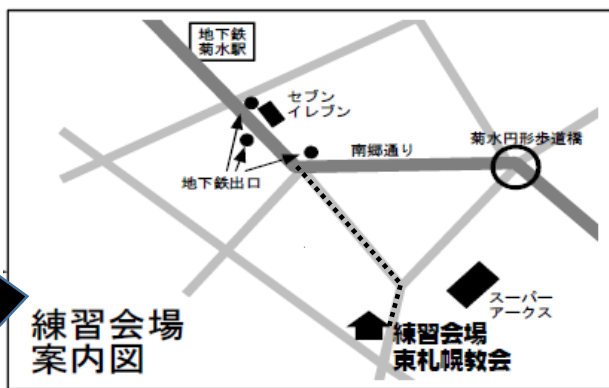 地下鉄
菊水駅
セブン
イレブン
菊水円形歩道橋
南郷通り
地下鉄出口
スーパー
アークス
練習会場
案内図
練習会場
東札幌教会